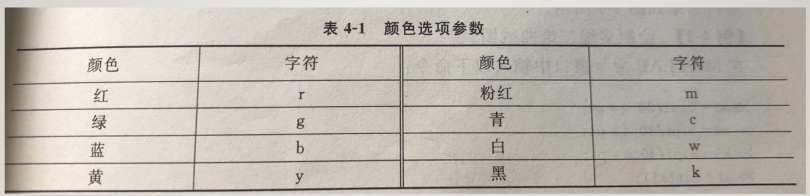 表 4-1 颜色选项参数
颜色 字符 颜色 字符
红 r 粉红 m
绿 g 青 c
蓝 b 白 w
黄 y 黑 k